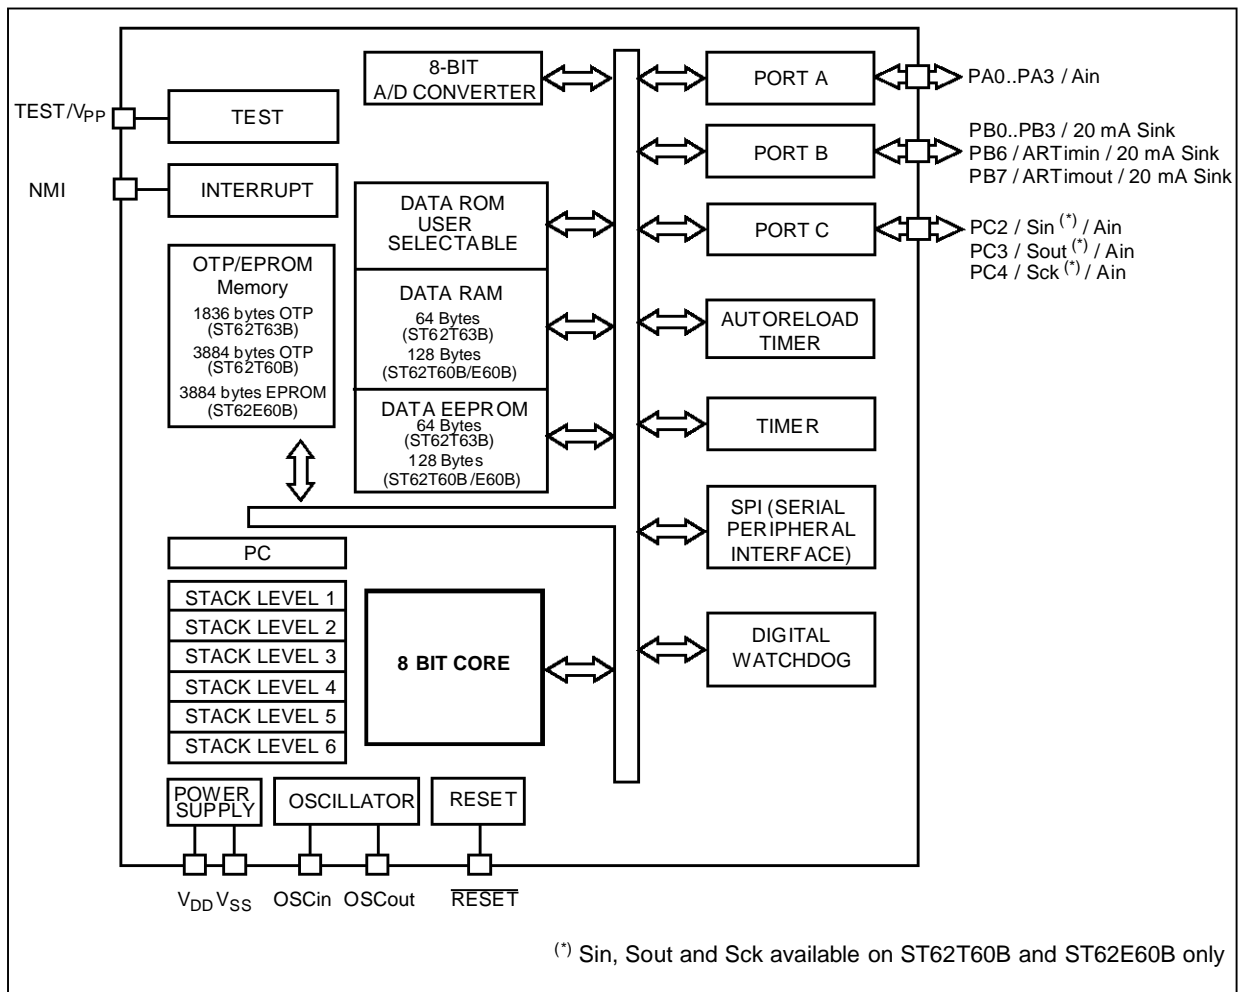 8-BIT
A/D CONVERTER
PORT A
PA0..PA3 / Ain
TEST/VPP
TEST
PORT B
PB0..PB3 / 20 mA Sink
PB6 / ARTimin / 20 mA Sink
PB7 / ARTimout / 20 mA Sink
NMI
INTERRUPT
DATA ROM
USER
SELECTABLE
PORT C
PC2 / Sin (*) / Ain
PC3 / Sout (*) / Ain
PC4 / Sck (*) / Ain
OTP/EPROM
Memory
1836 bytes OTP
(ST62T63B)
3884 bytes OTP
(ST62T60B)
3884 bytes EPROM
(ST62E60B)
DATA RAM
64 Bytes
(ST62T63B)
128 Bytes
(ST62T60B/E60B)
AUTORELOAD
TIMER
DATA EEPROM
64 Bytes
(ST62T63B)
128 Bytes
(ST62T60B/E60B)
TIMER
SPI (SERIAL
PERIPHERAL
INTERFACE)
PC
STACK LEVEL 1
STACK LEVEL 2
STACK LEVEL 3
STACK LEVEL 4
STACK LEVEL 5
STACK LEVEL 6
8 BIT CORE
DIGITAL
WATCHDOG
POWER
SUPPLY
OSCILLATOR
RESET
VDD VSS
OSCin OSCout
RESET
(*) Sin, Sout and Sck available on ST62T60B and ST62E60B only